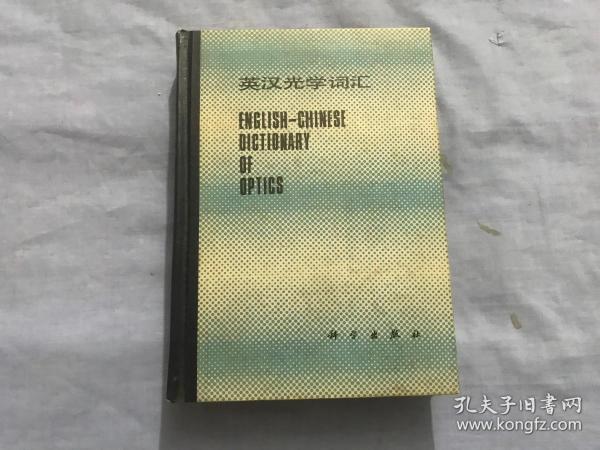 英汉光学词汇
ENGLISH-CHINESE
DICTIONARY
OF
OPTICS
科学出版社
孔夫子旧书网
www.kongfz.com